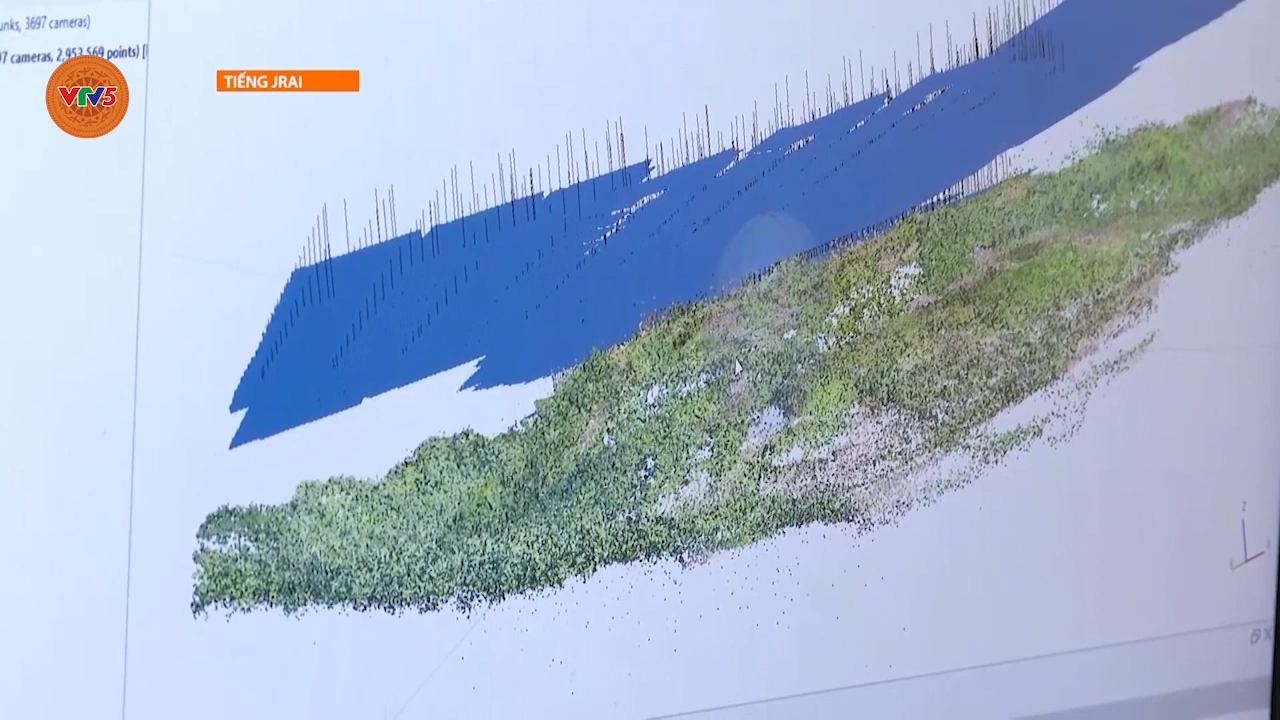 unks, 3697 cameras)
97 cameras, 2,953,569 points) [
VTV5
TIẾNG JRAI